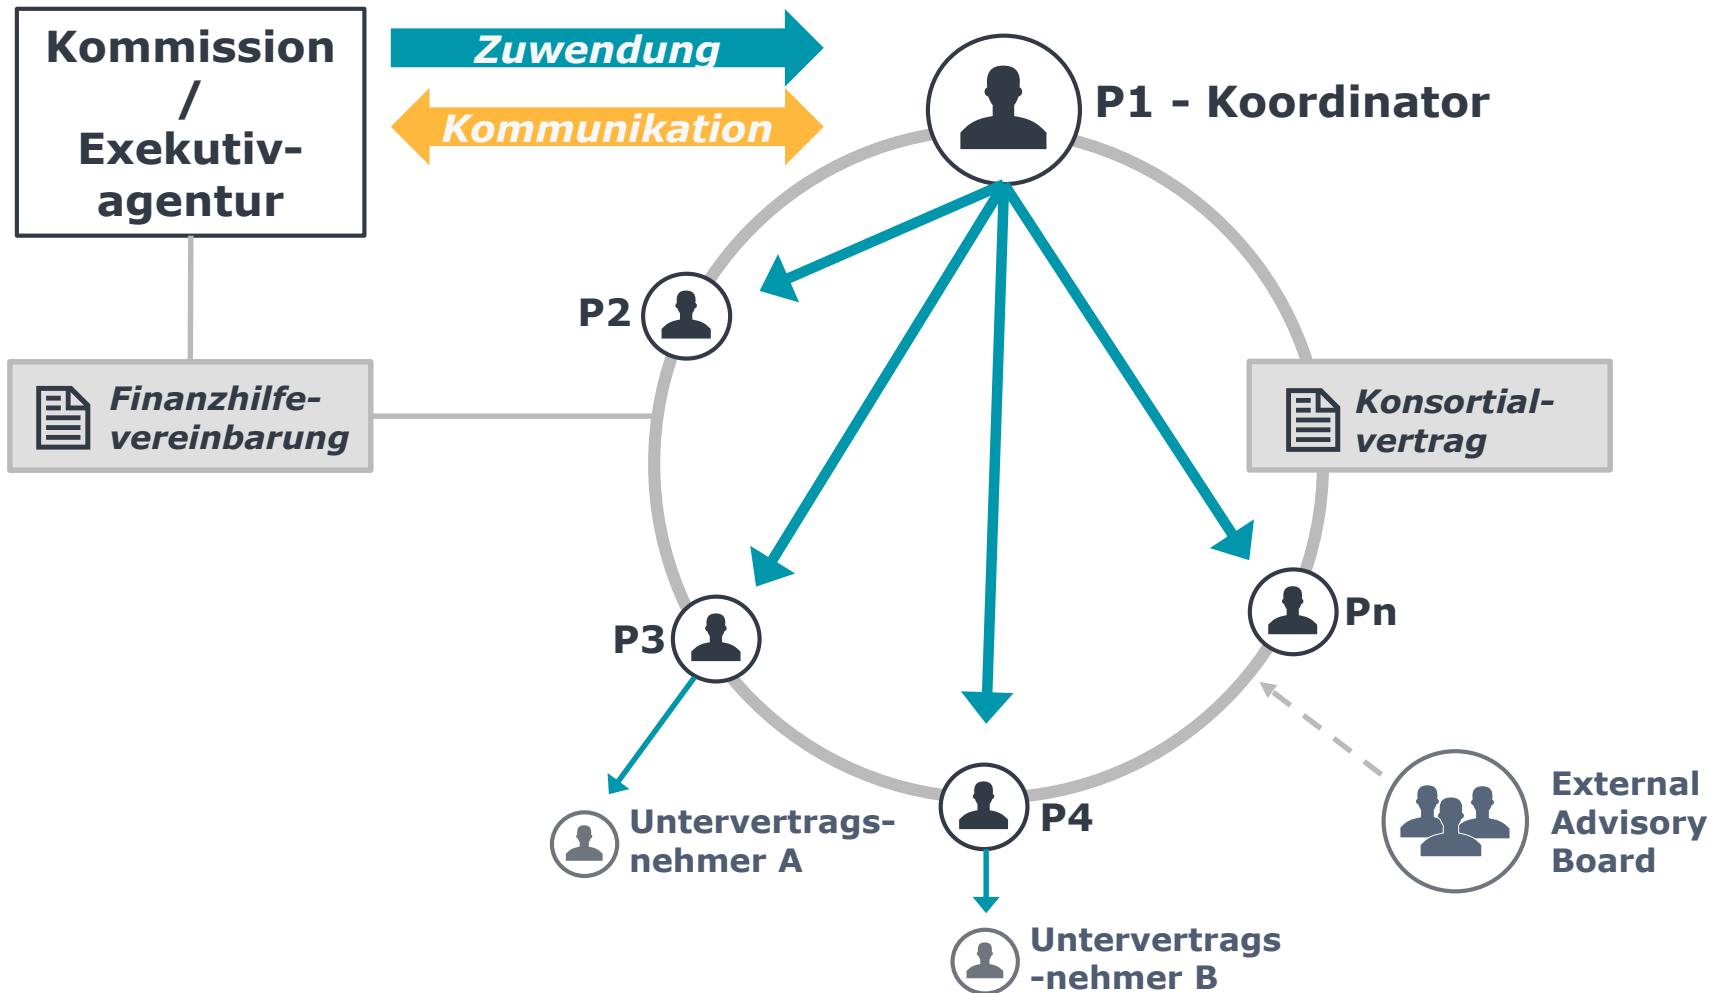 Kommission
/
Exekutiv-
agentur
Zuwendung
Kommunikation
P1 - Koordinator
P2
Finanzhilfe-
vereinbarung
Konsortial-
vertrag
P3
Pn
P4
Untervertrags-
nehmer A
External
Advisory
Board
Untervertrags
-nehmer B